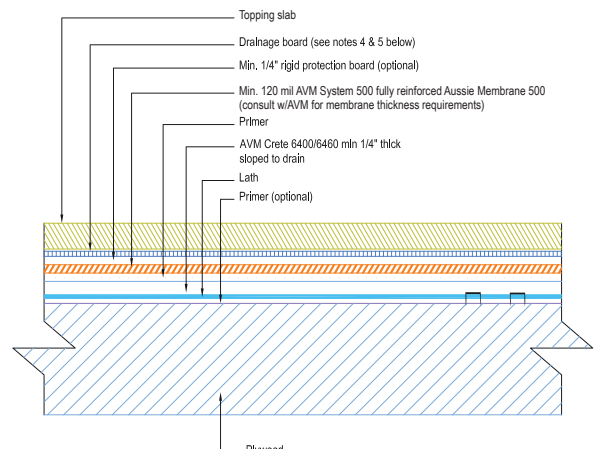 Topping slab
Drainage board (see notes 4 & 5 below)
Min. 1/4" rigid protection board (optional)
Min. 120 mil AVM System 500 fully reinforced Aussie Membrane 500
(consult w/AVM for membrane thickness requirements)
Primer
AVM Crete 6400/6460 min 1/4" thick
sloped to drain
Lath
Primer (optional)
Plywood